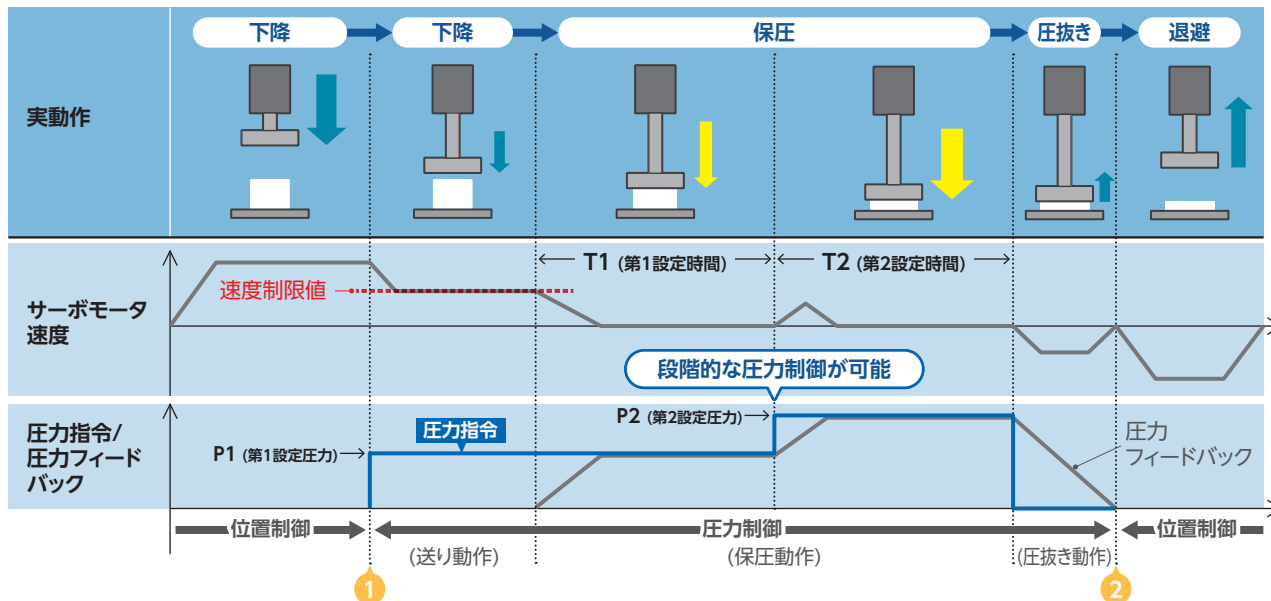 下降
下降
保圧
圧抜き
退避
実動作
T1 (第1設定時間)
T2 (第2設定時間)
速度制限値
サーボモータ
速度
段階的な圧力制御が可能
P2 (第2設定圧力)
圧力指令
P1 (第1設定圧力)
圧力指令/
圧力フィード
バック
圧力
フィードバック
位置制御
圧力制御
位置制御
(送り動作)
(保圧動作)
(圧抜き動作)
1
2